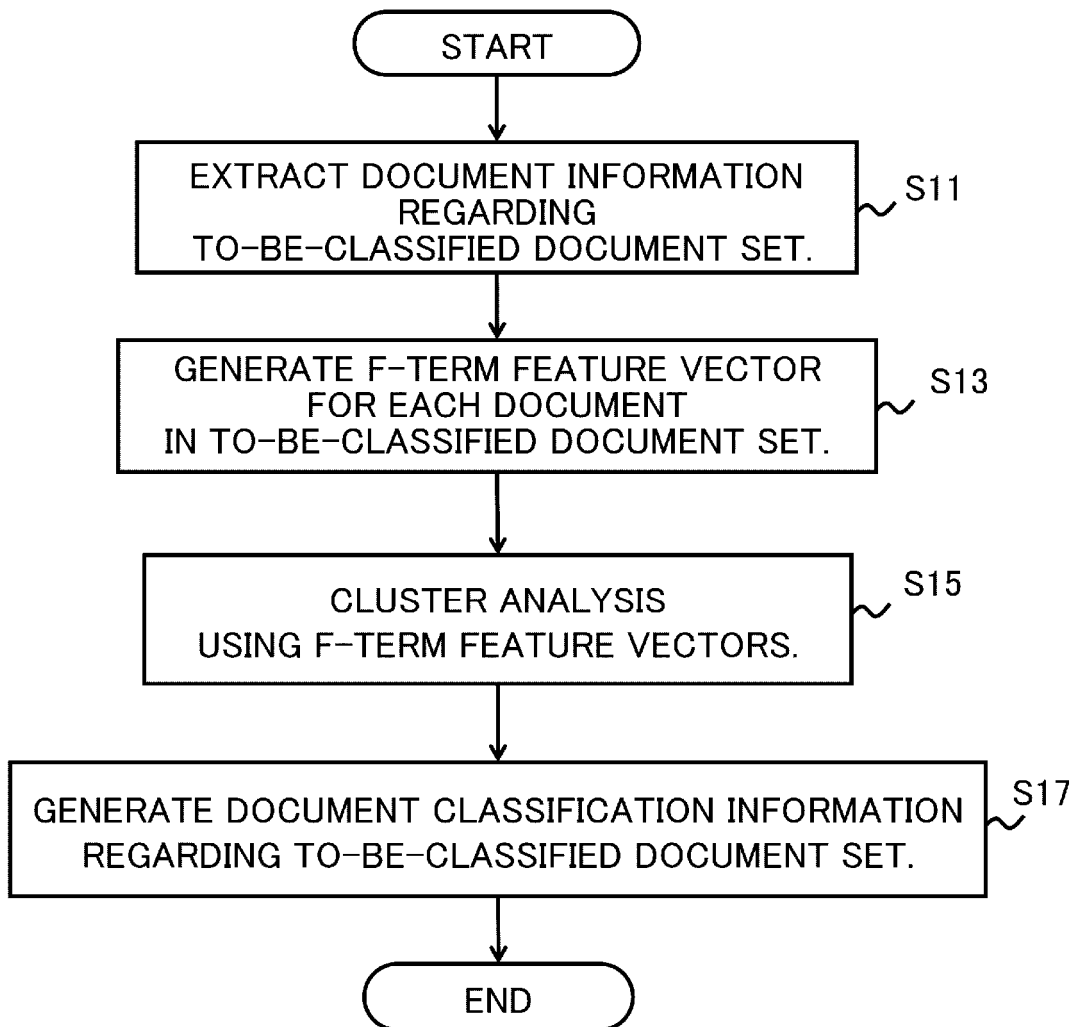 START
EXTRACT DOCUMENT INFORMATION
REGARDING
TO-BE-CLASSIFIED DOCUMENT SET.
S11
GENERATE F-TERM FEATURE VECTOR
FOR EACH DOCUMENT
IN TO-BE-CLASSIFIED DOCUMENT SET.
S13
CLUSTER ANALYSIS
USING F-TERM FEATURE VECTORS.
S15
GENERATE DOCUMENT CLASSIFICATION INFORMATION
REGARDING TO-BE-CLASSIFIED DOCUMENT SET.
S17
END